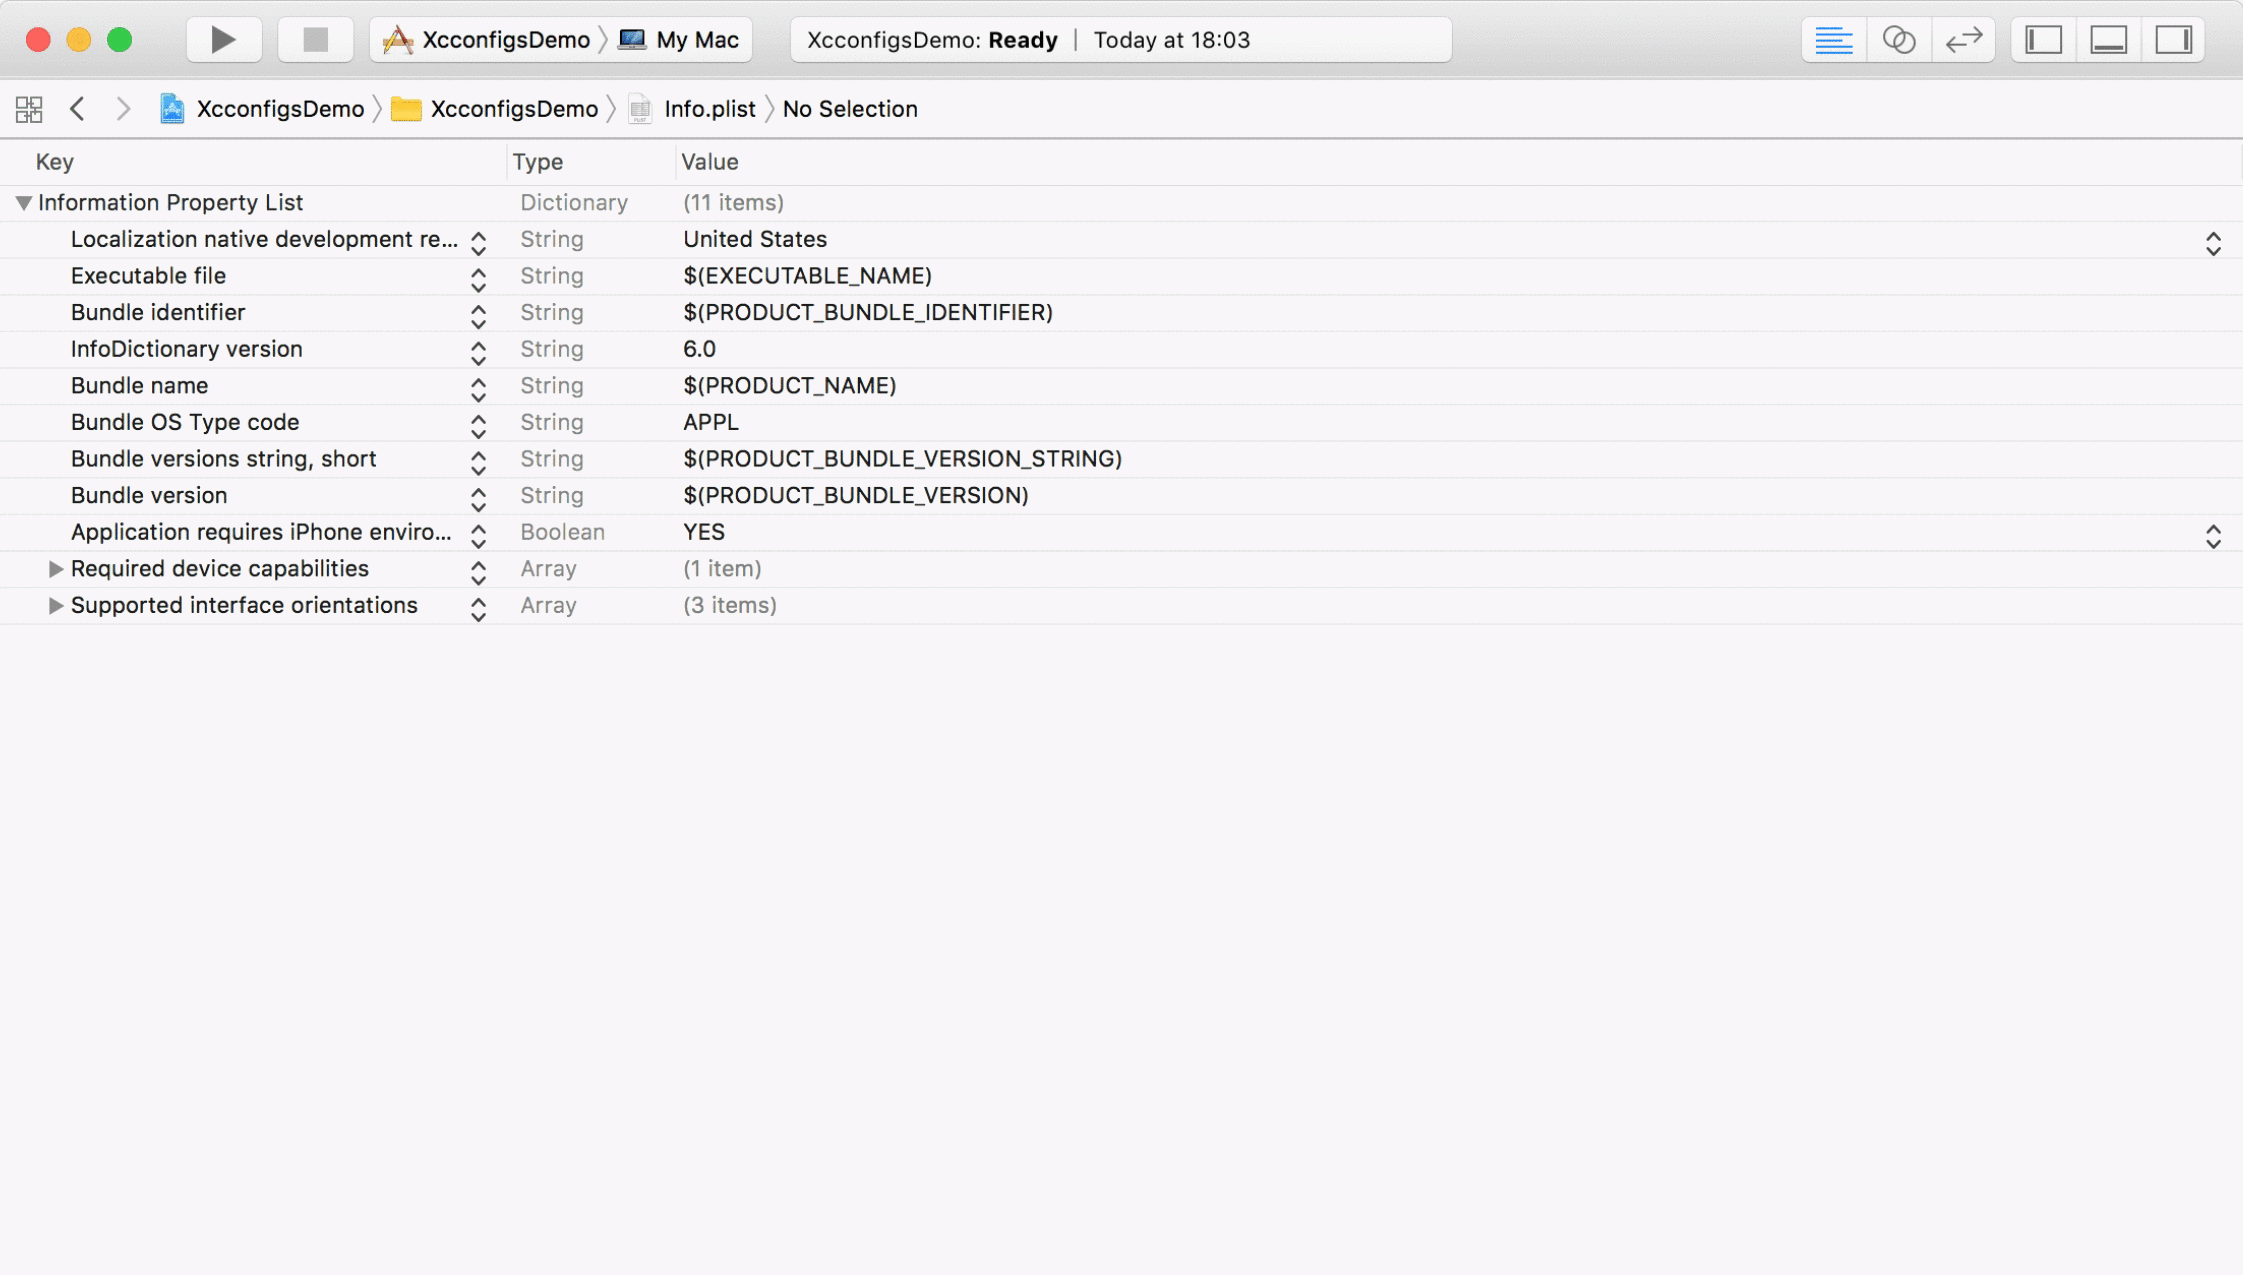 XcconfigsDemo My Mac XcconfigsDemo: Ready | Today at 18:03
XcconfigsDemo XcconfigsDemo Info.plist No Selection
Key Type Value
Information Property List Dictionary (11 items)
Localization native development re... String United States
Executable file String $(EXECUTABLE_NAME)
Bundle identifier String $(PRODUCT_BUNDLE_IDENTIFIER)
InfoDictionary version String 6.0
Bundle name String $(PRODUCT_NAME)
Bundle OS Type code String APPL
Bundle versions string, short String $(PRODUCT_BUNDLE_VERSION_STRING)
Bundle version String $(PRODUCT_BUNDLE_VERSION)
Application requires iPhone enviro... Boolean YES
Required device capabilities Array (1 item)
Supported interface orientations Array (3 items)